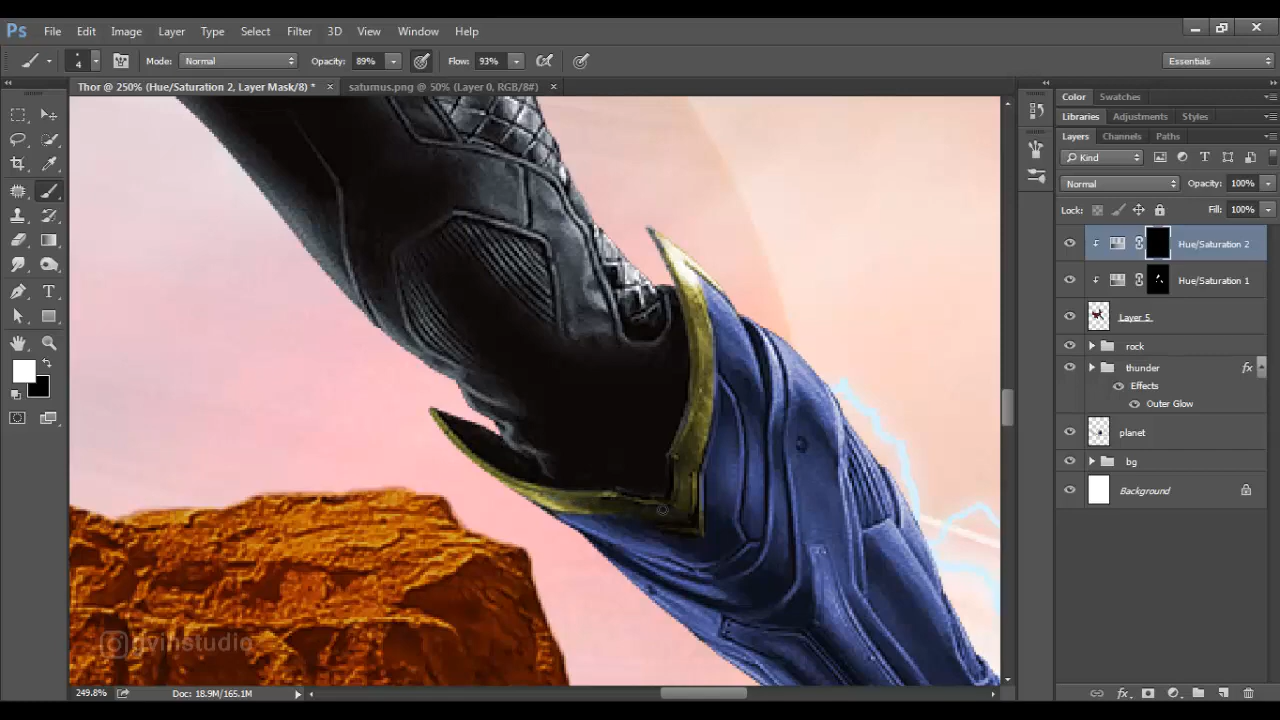 Ps File Edit Image Layer Type Select Filter 3D View Window Help
4 Mode: Normal Opacity: 89% Flow: 93% Essentials
Thor @ 250% (Hue/Saturation 2, Layer Mask/8) * × saturnus.png @ 50% (Layer 0, RGB/8#) ×
Color Swatches
Libraries Adjustments Styles
Layers Channels Paths
Kind
Normal Opacity: 100%
Lock: Fill: 100%
Hue/Saturation 2
Hue/Saturation 1
Layer 5
rock
thunder fx
Effects
Outer Glow
planet
bg
Background
249.8% Doc: 18.9M/165.1M